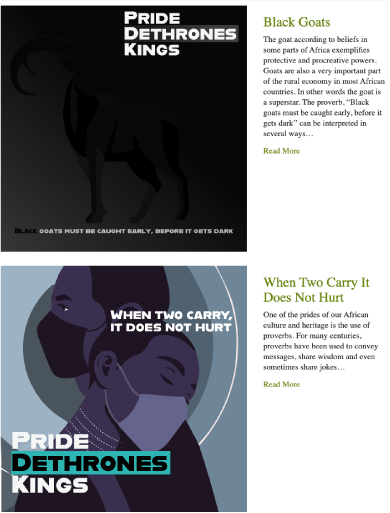 PRIDE
DETHRONES
KINGS
BLACK GOATS MUST BE CAUGHT EARLY, BEFORE IT GETS DARK
Black Goats
The goat according to beliefs in
some parts of Africa exemplifies
protective and procreative powers.
Goats are also a very important part
of the rural economy in most African
countries. In other words the goat is
a superstar. The proverb, “Black
goats must be caught early, before it
gets dark” can be interpreted in
several ways…
Read More
WHEN TWO CARRY,
IT DOES NOT HURT
PRIDE
DETHRONES
KINGS
When Two Carry It
Does Not Hurt
One of the prides of our African
culture and heritage is the use of
proverbs. For many centuries,
proverbs have been used to convey
messages, share wisdom and even
sometimes share jokes…
Read More